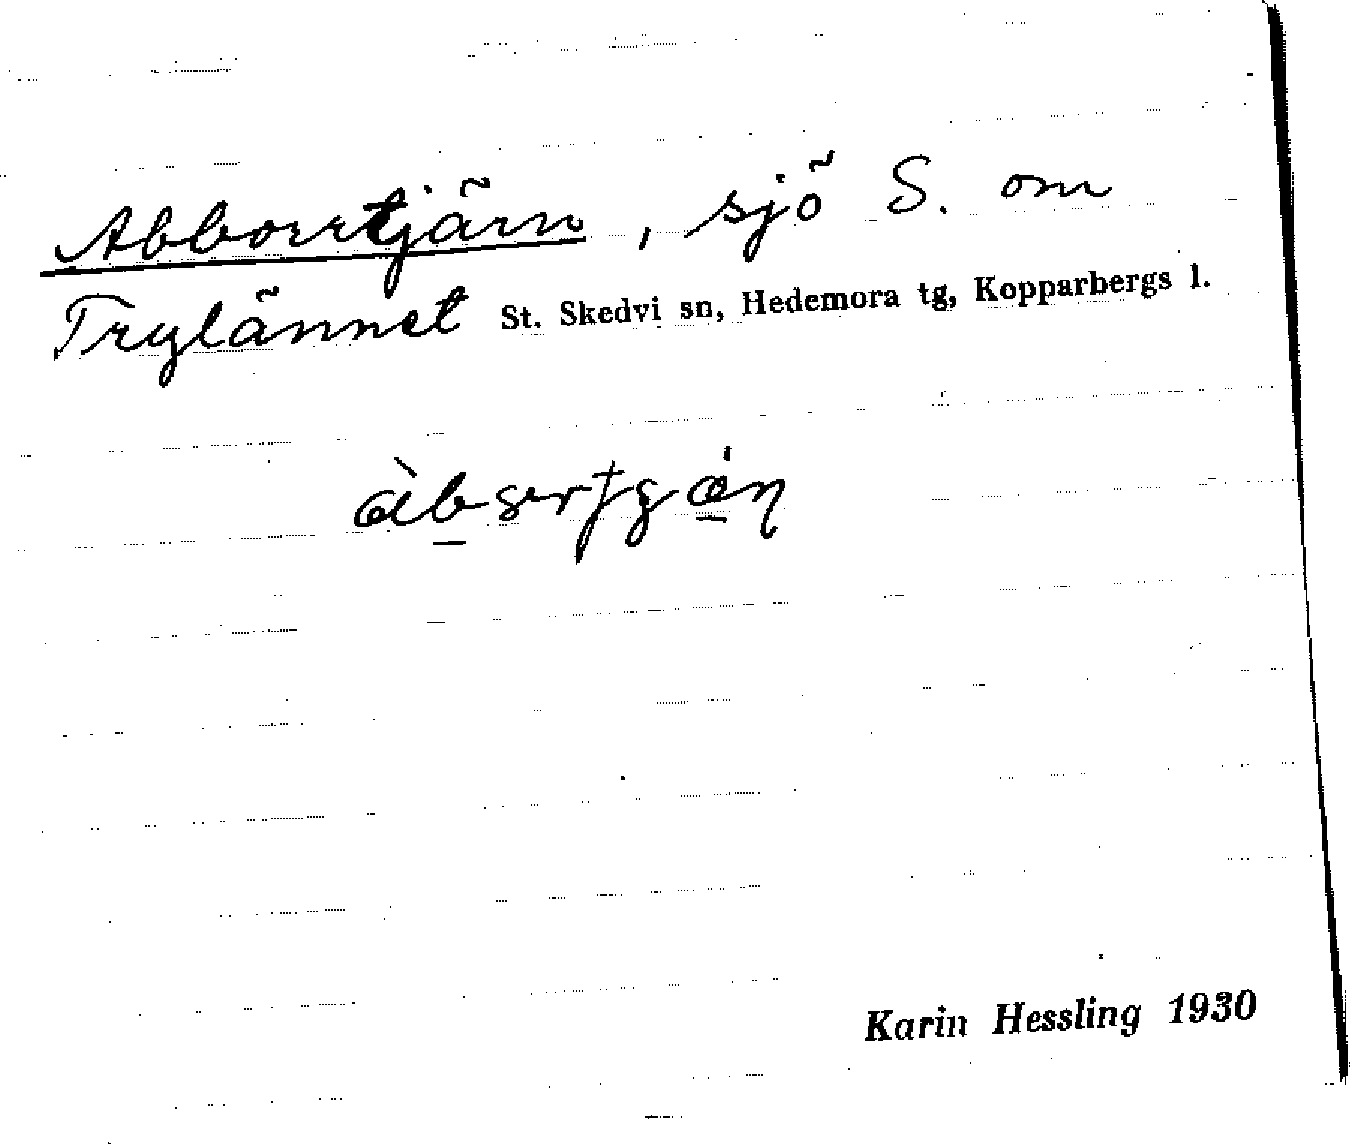 Abborrtjärn, sjö S. om
Trylännet St. Skedvi sn, Hedemora tg, Kopparbergs l.
Karin Hessling 1930